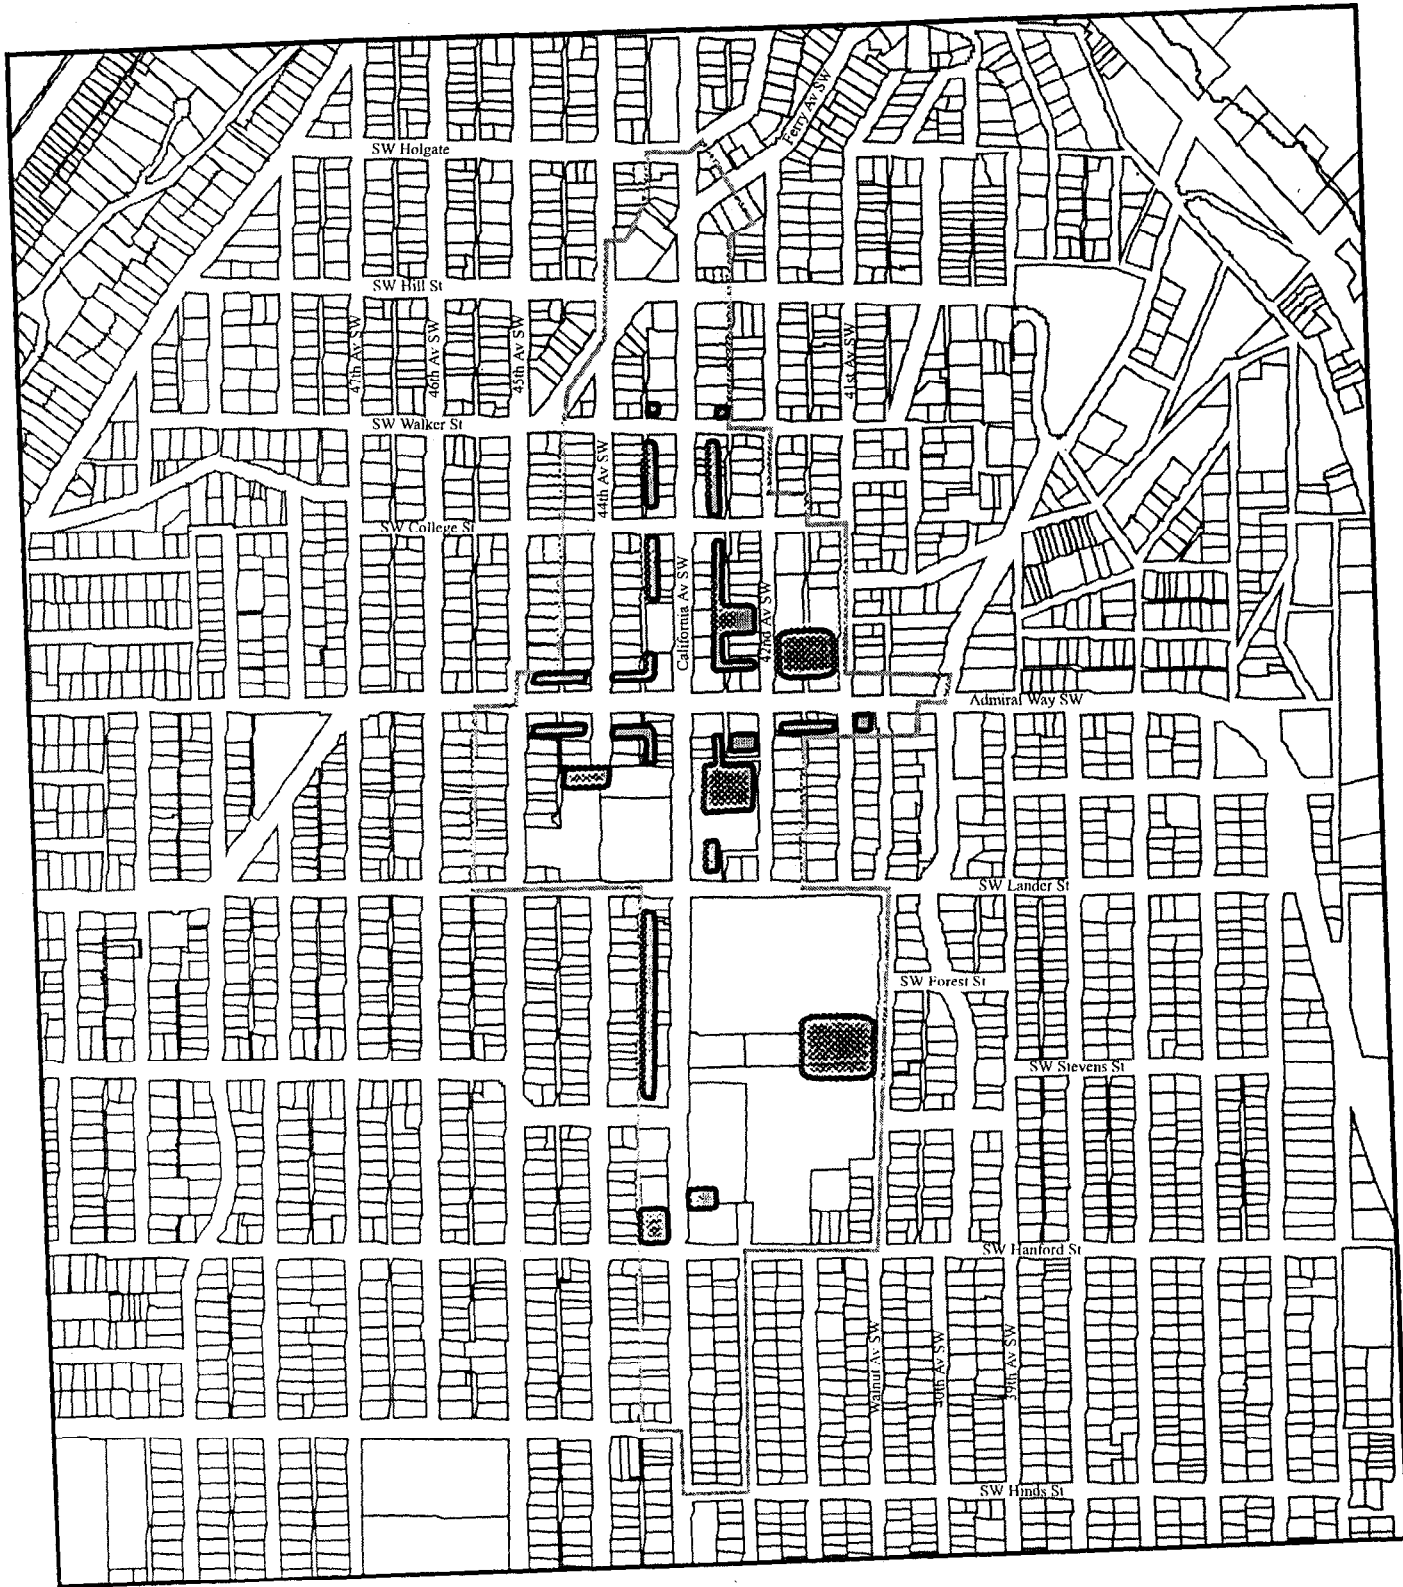 Ferry Av SW
SW Holgate
SW Hill St
47th Av SW
46th Av SW
45th Av SW
41st Av SW
SW Walker St
44th Av SW
SW College St
California Av SW
42nd Av SW
Admiral Way SW
SW Lander St
SW Forest St
SW Stevens St
SW Hanford St
Walnut Av SW
40th Av SW
39th Av SW
SW Hinds St